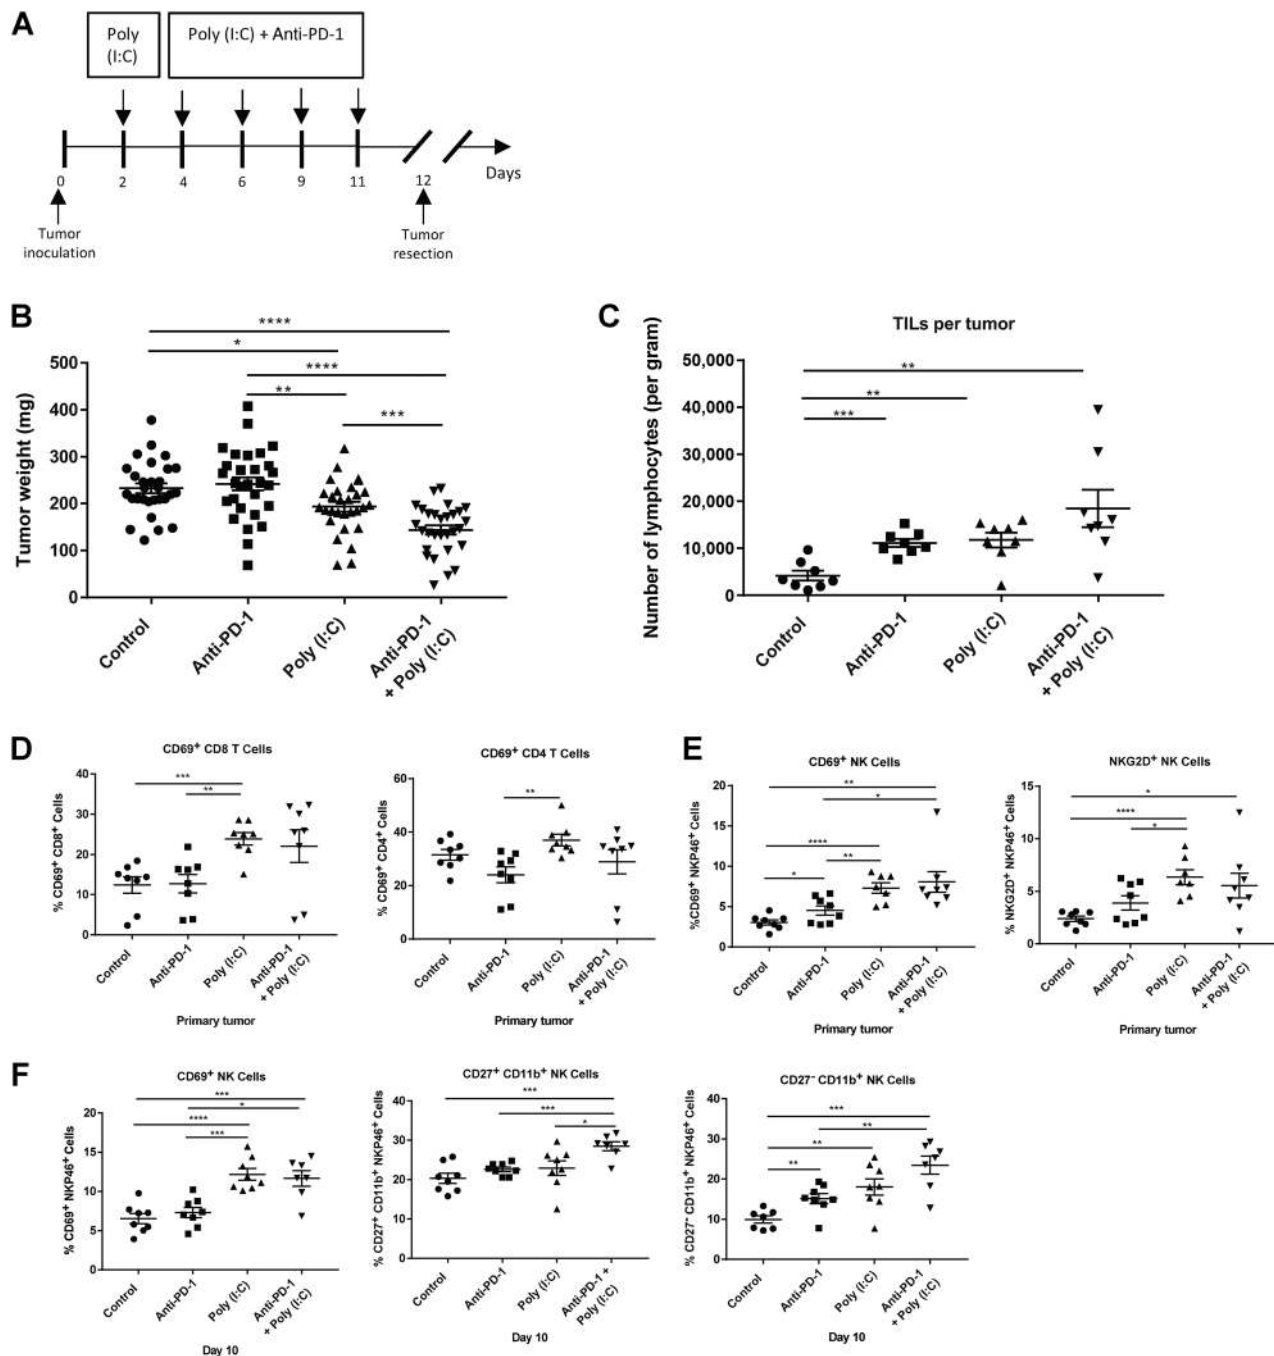 A
Poly
(I:C)
Poly (I:C) + Anti-PD-1
0 2 4 6 9 11 12 Days
Tumor
inoculation
Tumor
resection
B
****
*
****
**
***
Tumor weight (mg)
500
400
300
200
100
0
Control
Anti-PD-1
Poly (I:C)
Anti-PD-1
+ Poly (I:C)
C
TILs per tumor
**
**
***
Number of lymphocytes (per gram)
50,000
40,000
30,000
20,000
10,000
0
Control
Anti-PD-1
Poly (I:C)
Anti-PD-1
+ Poly (I:C)
D
CD69+ CD8 T Cells
***
**
% CD69+ CD8+ Cells
40
30
20
10
0
Control
Anti-PD-1
Poly (I:C)
Anti-PD-1
+ Poly (I:C)
Primary tumor
CD69+ CD4 T Cells
**
% CD69+ CD4+ Cells
60
40
20
0
Control
Anti-PD-1
Poly (I:C)
Anti-PD-1
+ Poly (I:C)
Primary tumor
E
CD69+ NK Cells
**
*
****
**
*
%CD69+ NKP46+ Cells
20
15
10
5
0
Control
Anti-PD-1
Poly (I:C)
Anti-PD-1
+ Poly (I:C)
Primary tumor
NKG2D+ NK Cells
*
****
*
% NKG2D+ NKP46+ Cells
15
10
5
0
Control
Anti-PD-1
Poly (I:C)
Anti-PD-1
+ Poly (I:C)
Primary tumor
F
CD69+ NK Cells
***
*
****
***
% CD69+ NKP46+ Cells
20
15
10
5
0
Control
Anti-PD-1
Poly (I:C)
Anti-PD-1
+ Poly (I:C)
Day 10
CD27+ CD11b+ NK Cells
***
***
*
% CD27+ CD11b+ NKP46+ Cells
40
30
20
10
0
Control
Anti-PD-1
Poly (I:C)
Anti-PD-1 +
Poly (I:C)
Day 10
CD27- CD11b+ NK Cells
***
**
**
**
% CD27- CD11b+ NKP46+ Cells
40
30
20
10
0
Control
Anti-PD-1
Poly (I:C)
Anti-PD-1
+ Poly (I:C)
Day 10